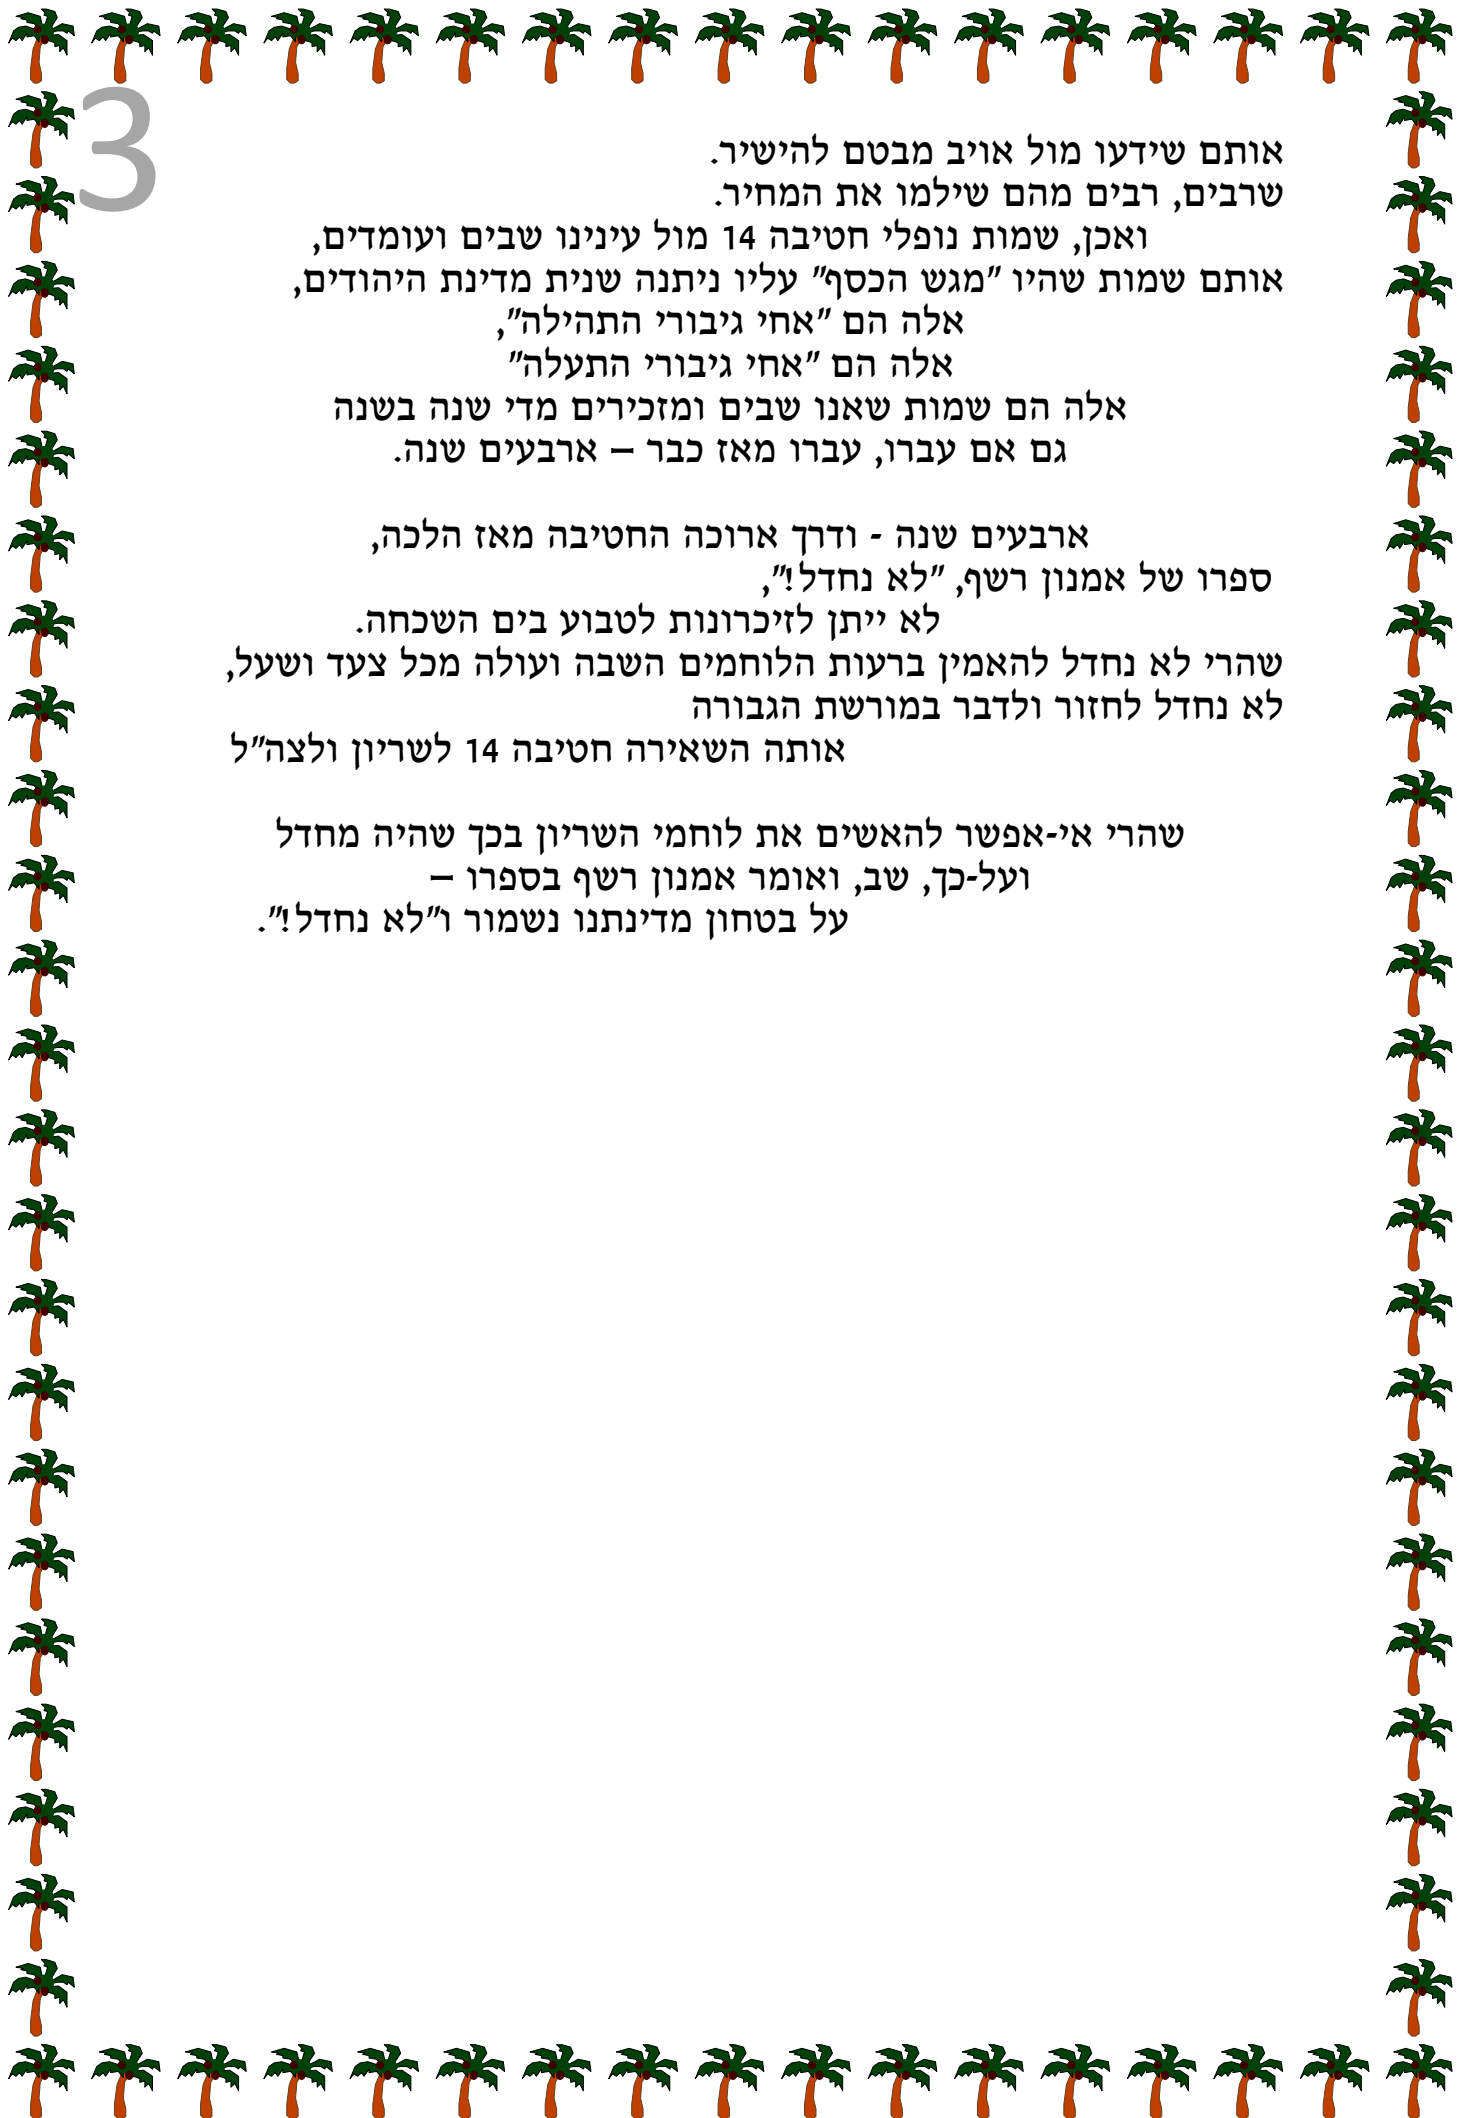 3
אותם שידעו מול אויב מבטם להישיר.
שרבים, רבים מהם שילמו את המחיר.
ואכן, שמות נופלי חטיבה 14 מול עינינו שבים ועומדים,
אותם שמות שהיו "מגש הכסף" עליו ניתנה שנית מדינת היהודים,
אלה הם "אחי גיבורי התהילה",
אלה הם "אחי גיבורי התעלה"
אלה הם שמות שאנו שבים ומזכירים מדי שנה בשנה
גם אם עברו, עברו מאז כבר – ארבעים שנה.
ארבעים שנה - ודרך ארוכה החטיבה מאז הלכה,
ספרו של אמנון רשף, "לא נחדל!",
לא ייתן לזיכרונות לטבוע בים השכחה.
שהרי לא נחדל להאמין ברעות הלוחמים השבה ועולה מכל צעד ושעל,
לא נחדל לחזור ולדבר במורשת הגבורה
אותה השאירה חטיבה 14 לשריון ולצה"ל
שהרי אי-אפשר להאשים את לוחמי השריון בכך שהיה מחדל
ועל-כך, שב, ואומר אמנון רשף בספרו –
על בטחון מדינתנו נשמור ו"לא נחדל!".